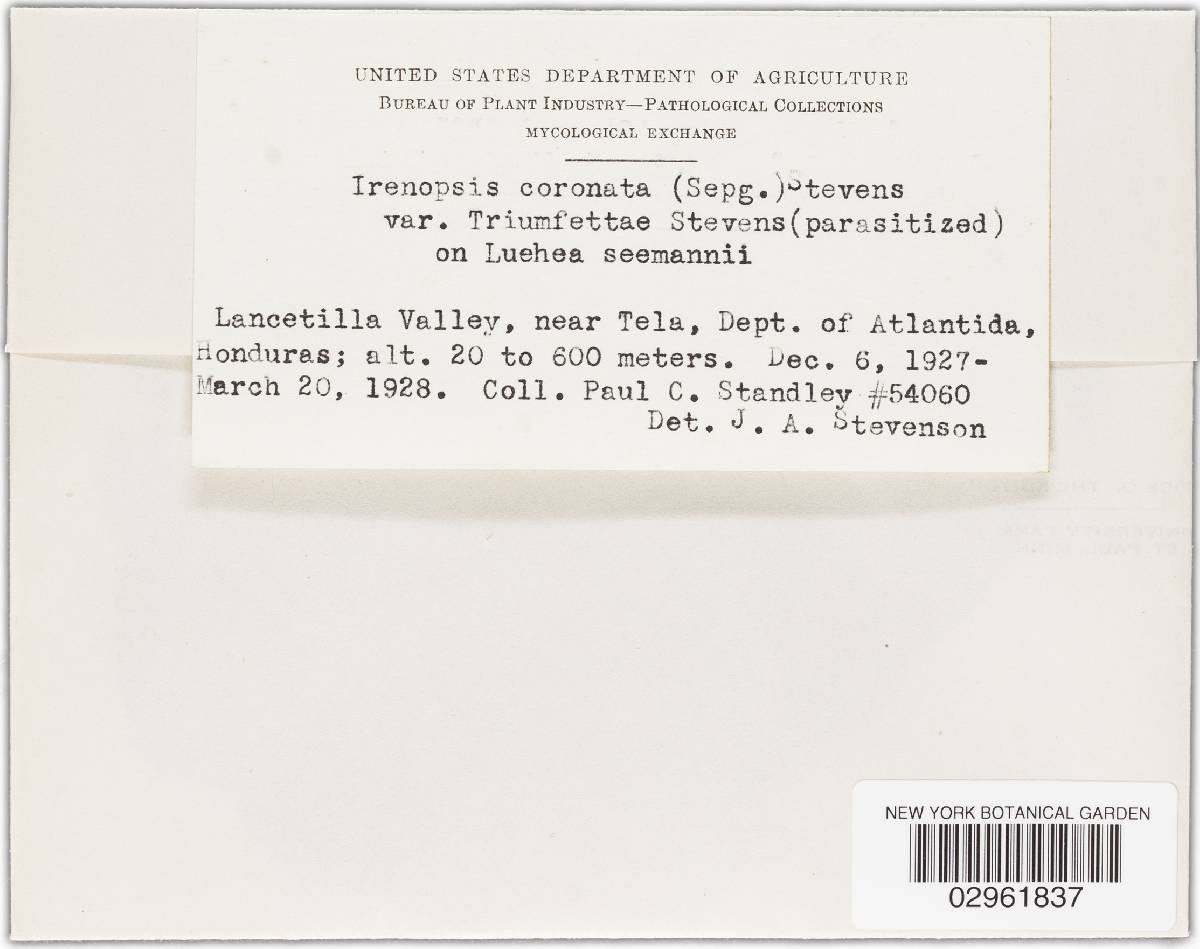 UNITED STATES DEPARTMENT OF AGRICULTURE
BUREAU OF PLANT INDUSTRY—PATHOLOGICAL COLLECTIONS
MYCOLOGICAL EXCHANGE
Irenopsis coronata (Sepg.)Stevens
var. Triumfettae Stevens(parasitized)
on Luehea seemannii
Lancetilla Valley, near Tela, Dept. of Atlantida,
Honduras; alt. 20 to 600 meters. Dec. 6, 1927-
March 20, 1928. Coll. Paul C. Standley #54060
Det. J. A. Stevenson
NEW YORK BOTANICAL GARDEN
02961837